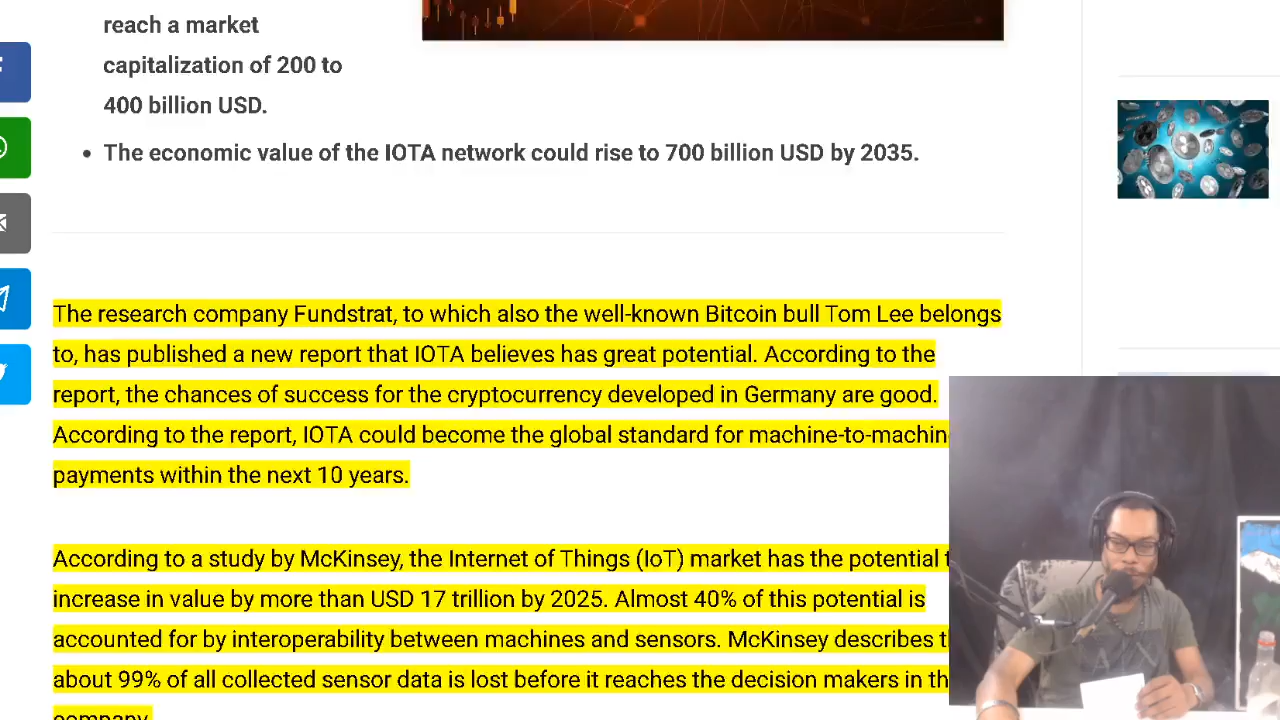 reach a market
capitalization of 200 to
400 billion USD.
• The economic value of the IOTA network could rise to 700 billion USD by 2035.
The research company Fundstrat, to which also the well-known Bitcoin bull Tom Lee belongs
to, has published a new report that IOTA believes has great potential. According to the
report, the chances of success for the cryptocurrency developed in Germany are good.
According to the report, IOTA could become the global standard for machine-to-machin
payments within the next 10 years.
According to a study by McKinsey, the Internet of Things (IoT) market has the potential
increase in value by more than USD 17 trillion by 2025. Almost 40% of this potential is
accounted for by interoperability between machines and sensors. McKinsey describes
about 99% of all collected sensor data is lost before it reaches the decision makers in
company.